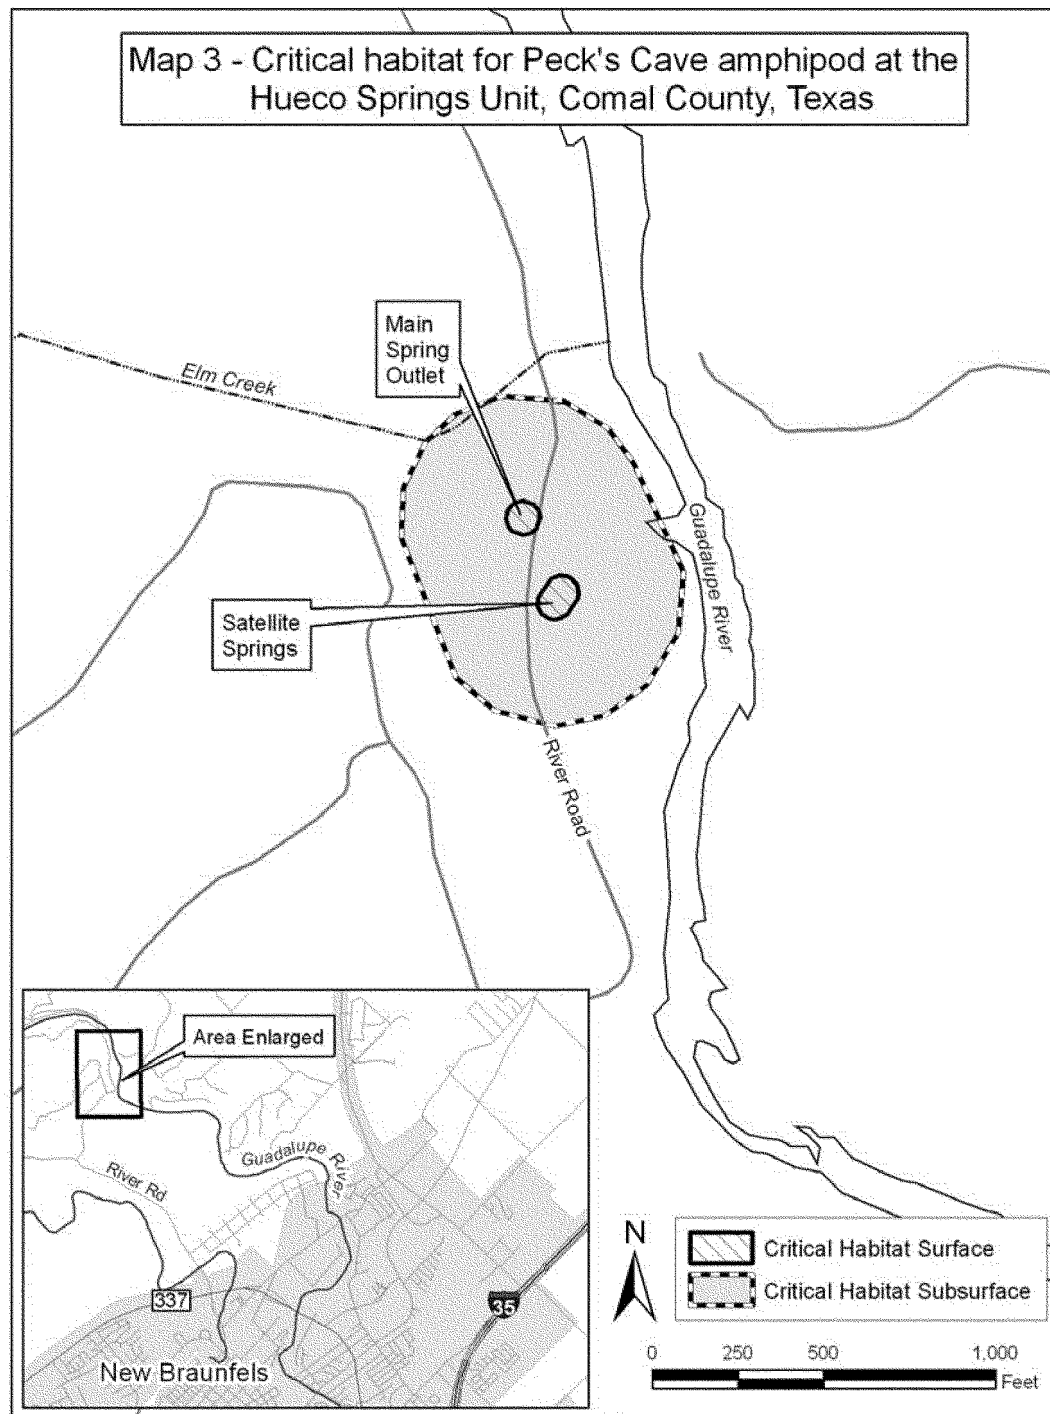 Map 3 - Critical habitat for Peck's Cave amphipod at the
Hueco Springs Unit, Comal County, Texas
Main
Spring
Outlet
Elm Creek
Guadalupe River
Satellite
Springs
River Road
Area Enlarged
Guadalupe River
River Rd
337
35
New Braunfels
N
Critical Habitat Surface
Critical Habitat Subsurface
0 250 500 1,000
Feet